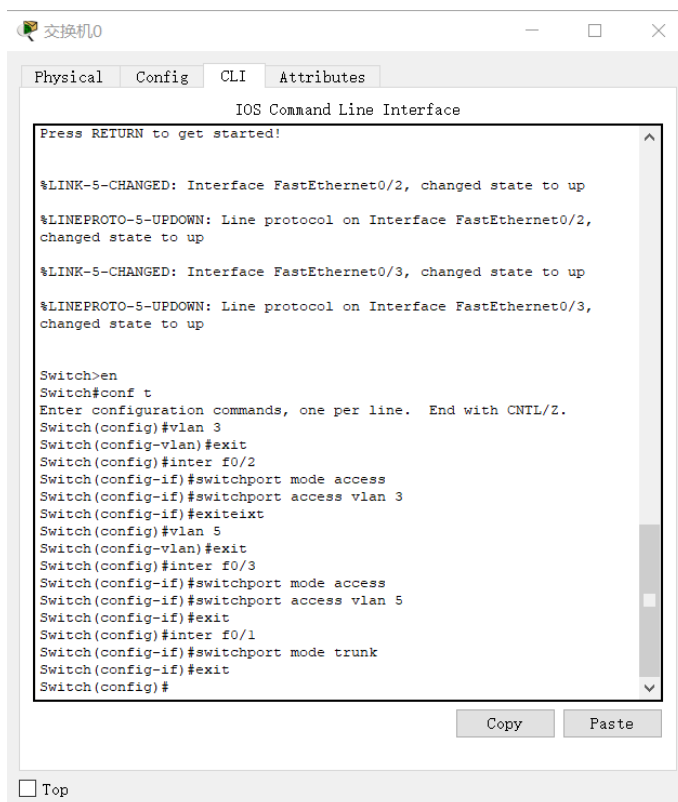 交换机0
Physical Config CLI Attributes
IOS Command Line Interface
Press RETURN to get started!
%LINK-5-CHANGED: Interface FastEthernet0/2, changed state to up
%LINEPROTO-5-UPDOWN: Line protocol on Interface FastEthernet0/2,
changed state to up
%LINK-5-CHANGED: Interface FastEthernet0/3, changed state to up
%LINEPROTO-5-UPDOWN: Line protocol on Interface FastEthernet0/3,
changed state to up
Switch>en
Switch#conf t
Enter configuration commands, one per line.  End with CNTL/Z.
Switch(config)#vlan 3
Switch(config-vlan)#exit
Switch(config)#inter f0/2
Switch(config-if)#switchport mode access
Switch(config-if)#switchport access vlan 3
Switch(config-if)#exiteixt
Switch(config)#vlan 5
Switch(config-vlan)#exit
Switch(config)#inter f0/3
Switch(config-if)#switchport mode access
Switch(config-if)#switchport access vlan 5
Switch(config-if)#exit
Switch(config)#inter f0/1
Switch(config-if)#switchport mode trunk
Switch(config-if)#exit
Switch(config)#
Copy Paste
Top